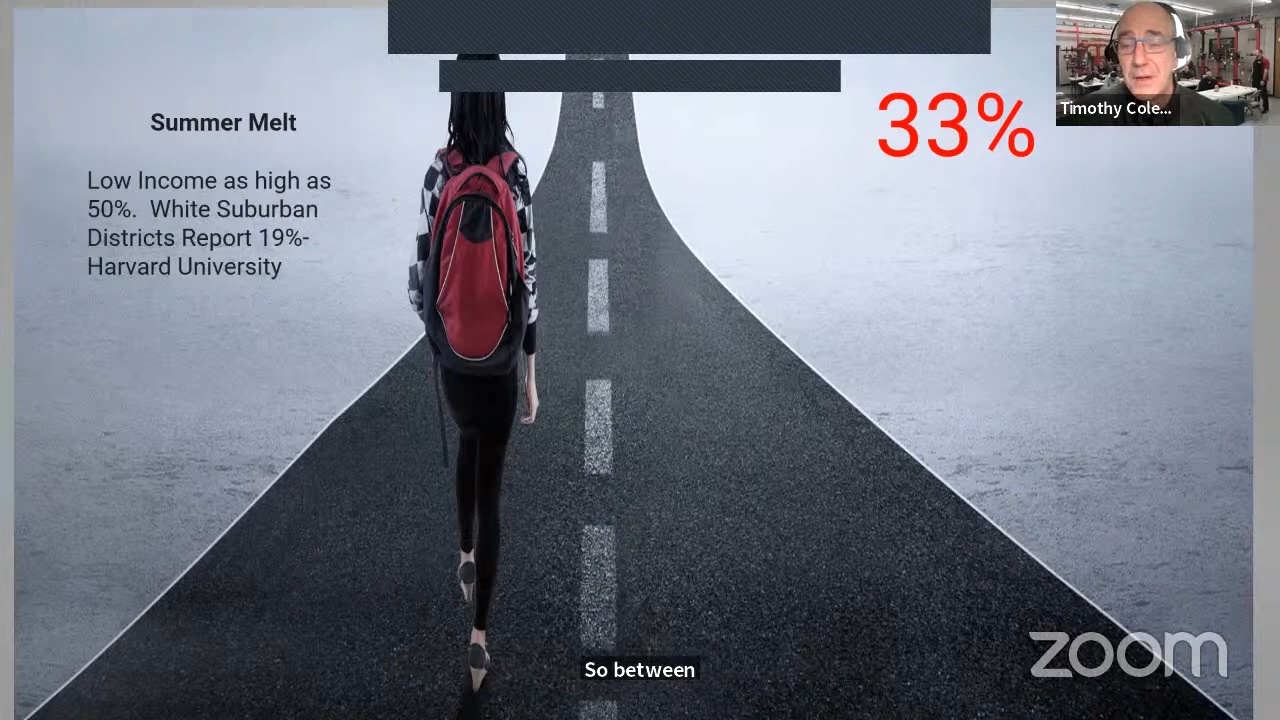 Summer Melt
Low Income as high as
50%.  White Suburban
Districts Report 19%-
Harvard University
33%
Timothy Cole...
So between
zoom